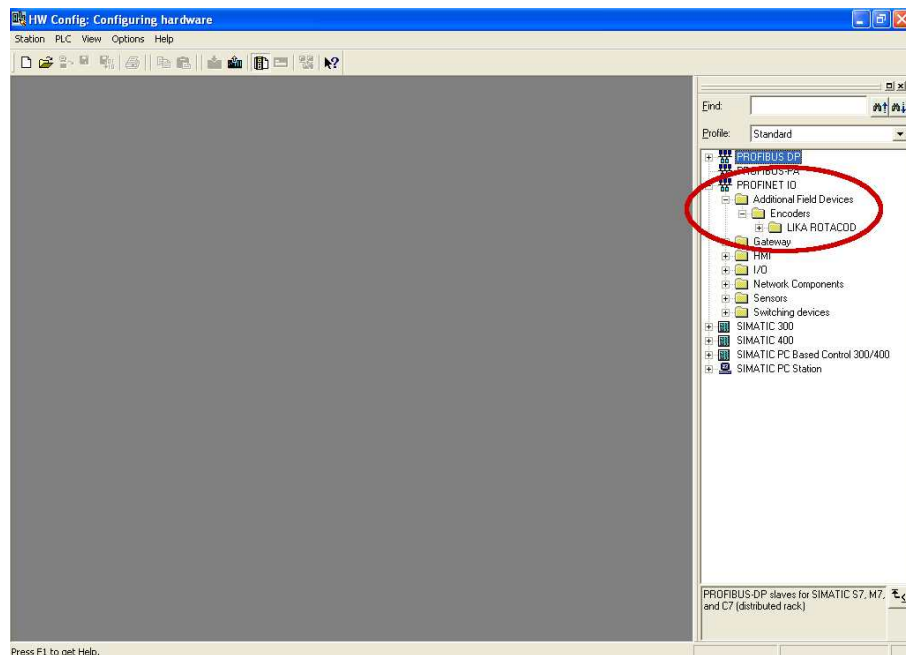 HW Config: Configuring hardware
Station PLC View Options Help
Find:
Profile: Standard
PROFIBUS DP
PROFIBUS-PA
PROFINET IO
Additional Field Devices
Encoders
LIKA ROTACOD
Gateway
HMI
I/O
Network Components
Sensors
Switching devices
SIMATIC 300
SIMATIC 400
SIMATIC PC Based Control 300/400
SIMATIC PC Station
PROFIBUS-DP slaves for SIMATIC S7, M7,
and C7 (distributed rack)
Press F1 to get Help.